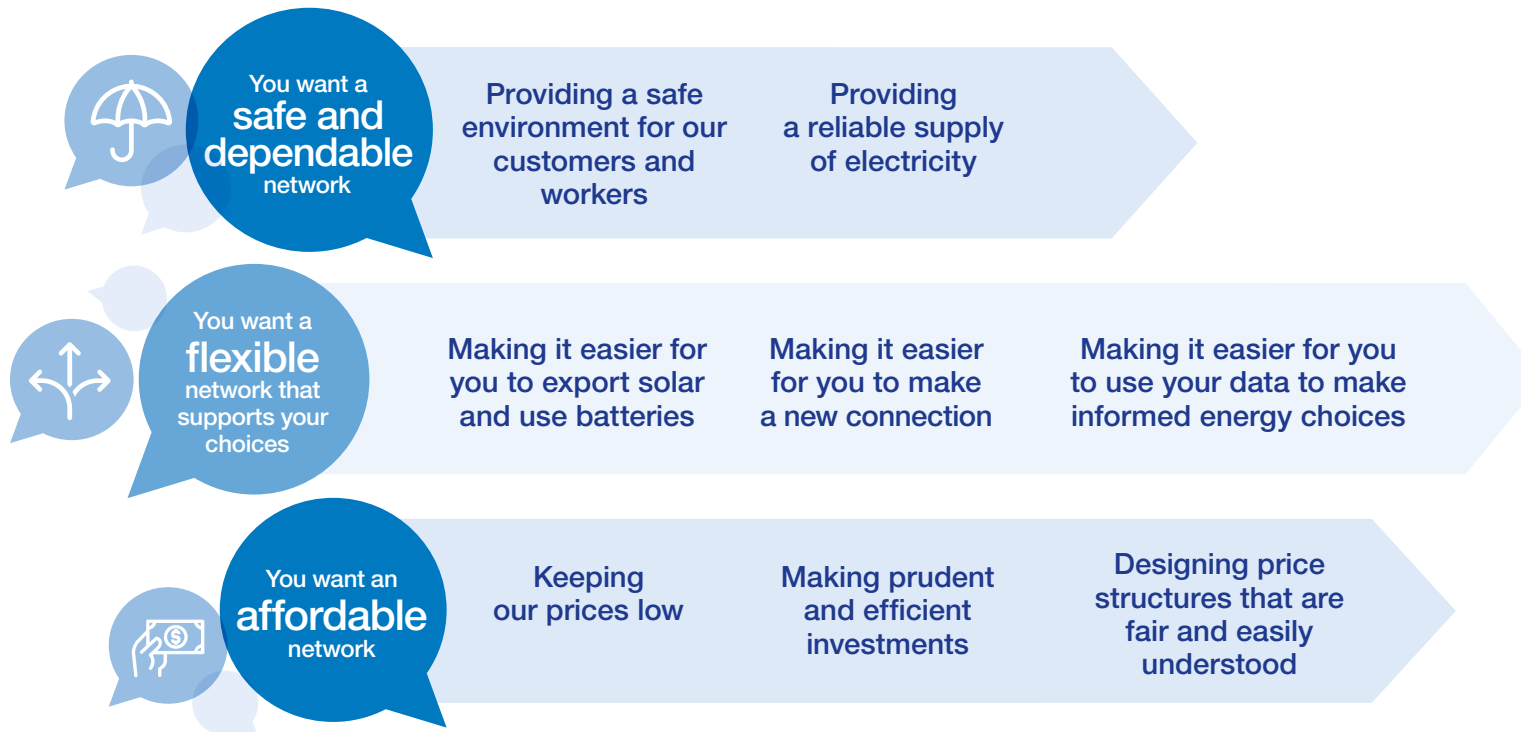 You want a
safe and
dependable
network
Providing a safe
environment for our
customers and
workers
Providing
a reliable supply
of electricity
You want a
flexible
network that
supports your
choices
Making it easier for
you to export solar
and use batteries
Making it easier
for you to make
a new connection
Making it easier for you
to use your data to make
informed energy choices
You want an
affordable
network
$
Keeping
our prices low
Making prudent
and efficient
investments
Designing price
structures that are
fair and easily
understood